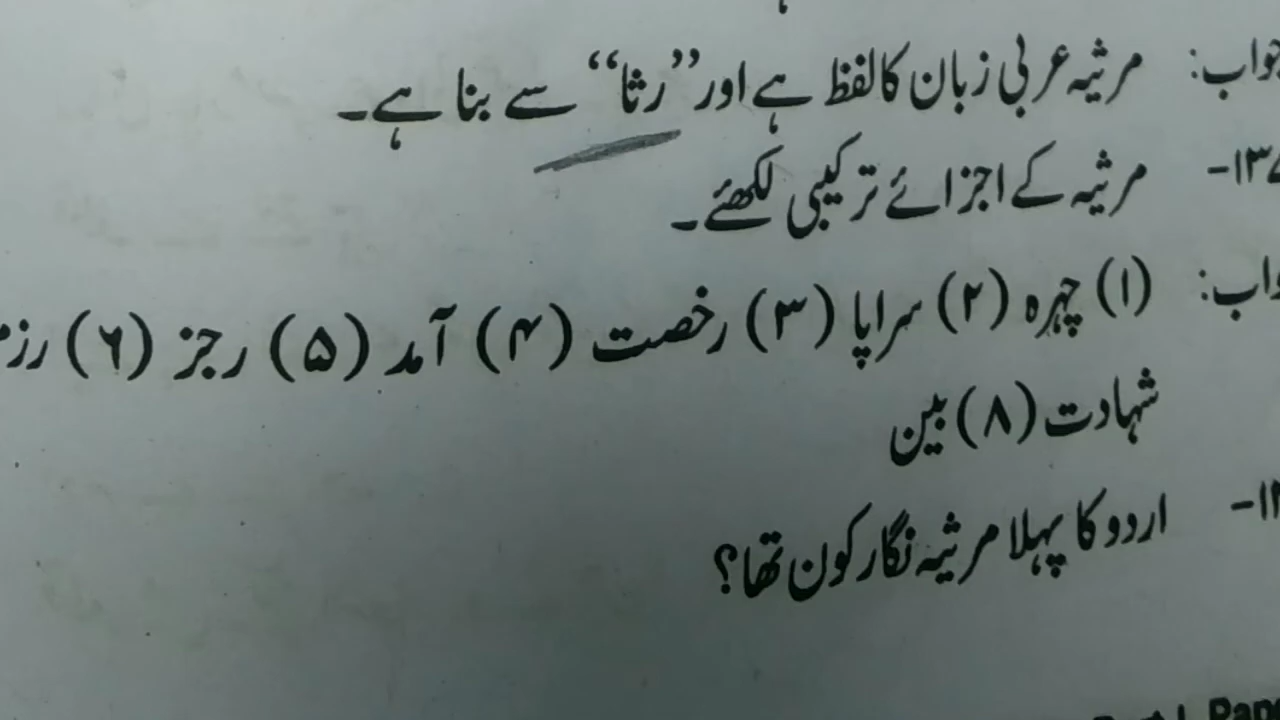 جواب: مرثیہ عربی زبان کا لفظ ہے اور ”رثا“ سے بنا ہے۔
۱۳- مرثیہ کے اجزائے ترکیبی لکھئے۔
جواب: (۱) چہرہ (۲) سراپا (۳) رخصت (۴) آمد (۵) رجز (۶)
شہادت (۸) بین
اردو کا پہلا مرثیہ نگار کون تھا؟